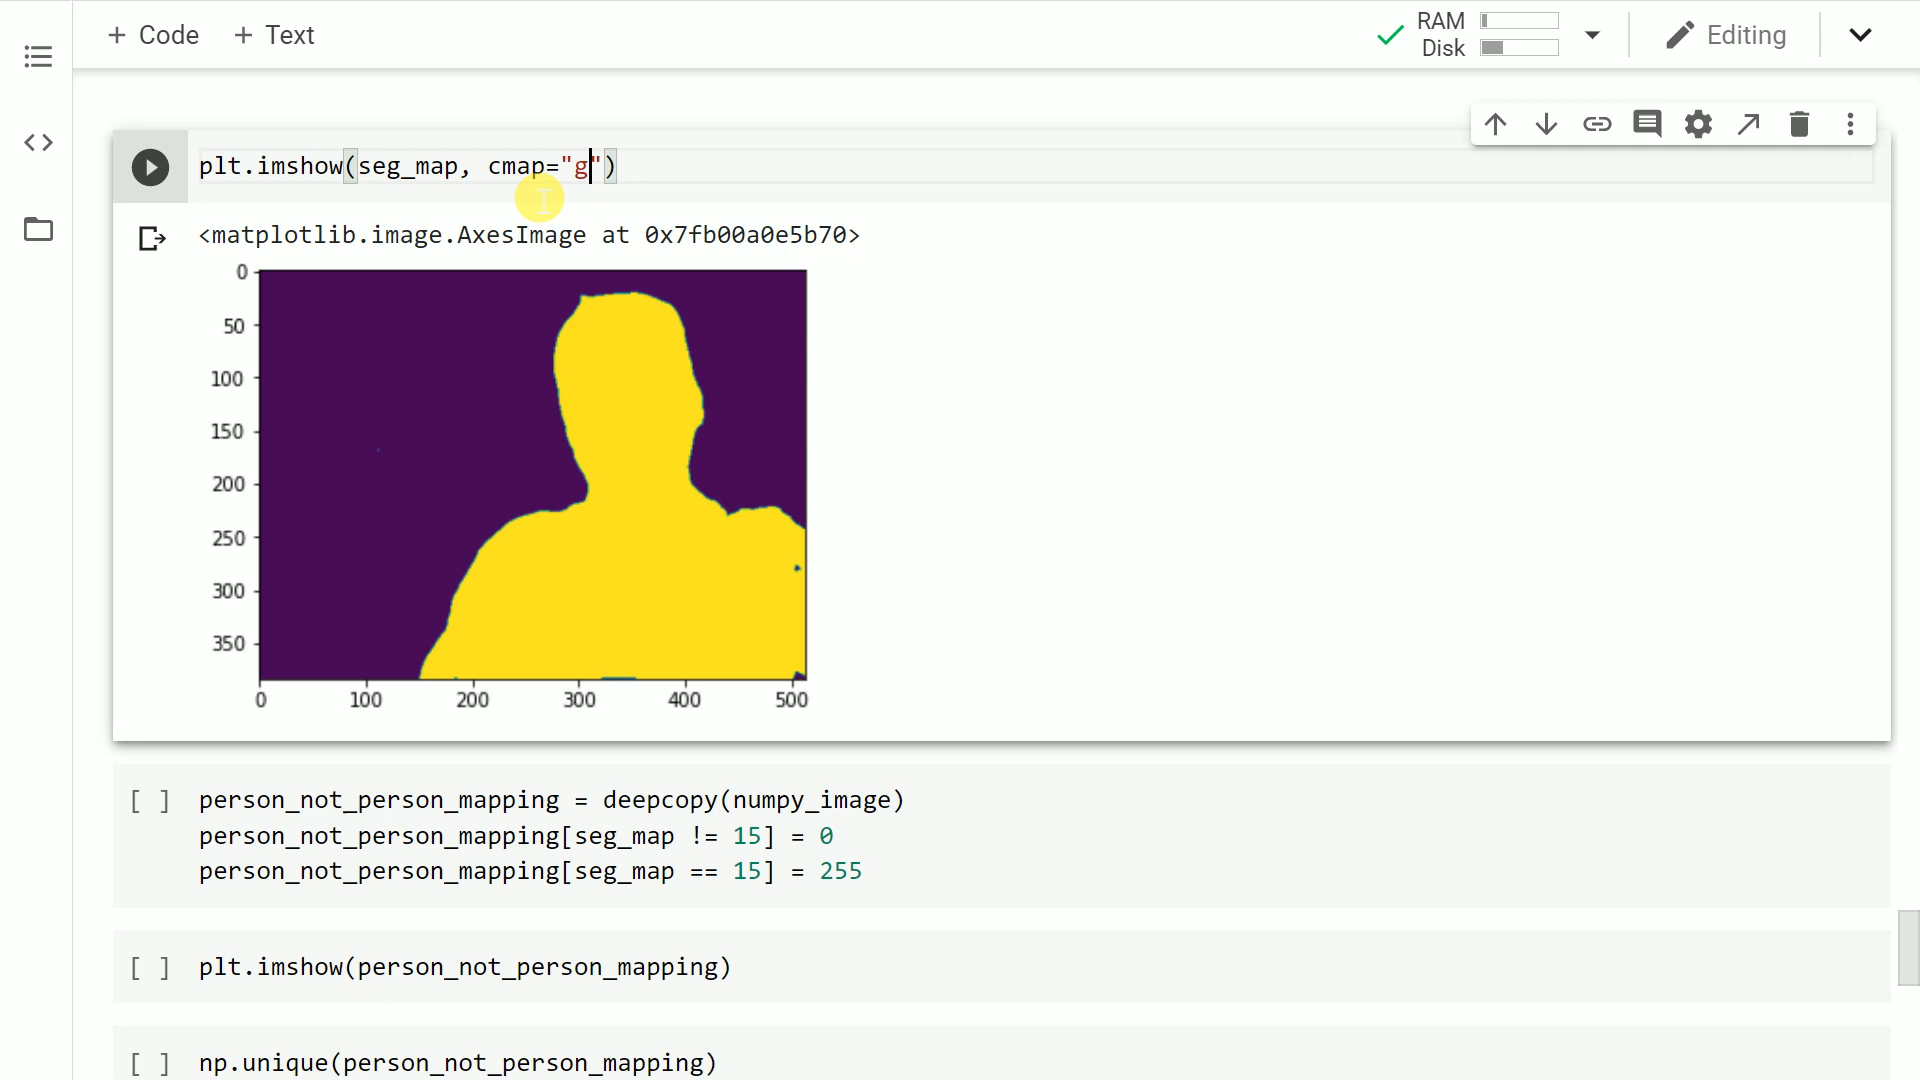 + Code + Text
RAM
Disk
Editing
plt.imshow(seg_map, cmap="g")
<matplotlib.image.AxesImage at 0x7fb00a0e5b70>
0
50
100
150
200
250
300
350
0 100 200 300 400 500
[ ] person_not_person_mapping = deepcopy(numpy_image)
person_not_person_mapping[seg_map != 15] = 0
person_not_person_mapping[seg_map == 15] = 255
[ ] plt.imshow(person_not_person_mapping)
[ ] np.unique(person_not_person_mapping)